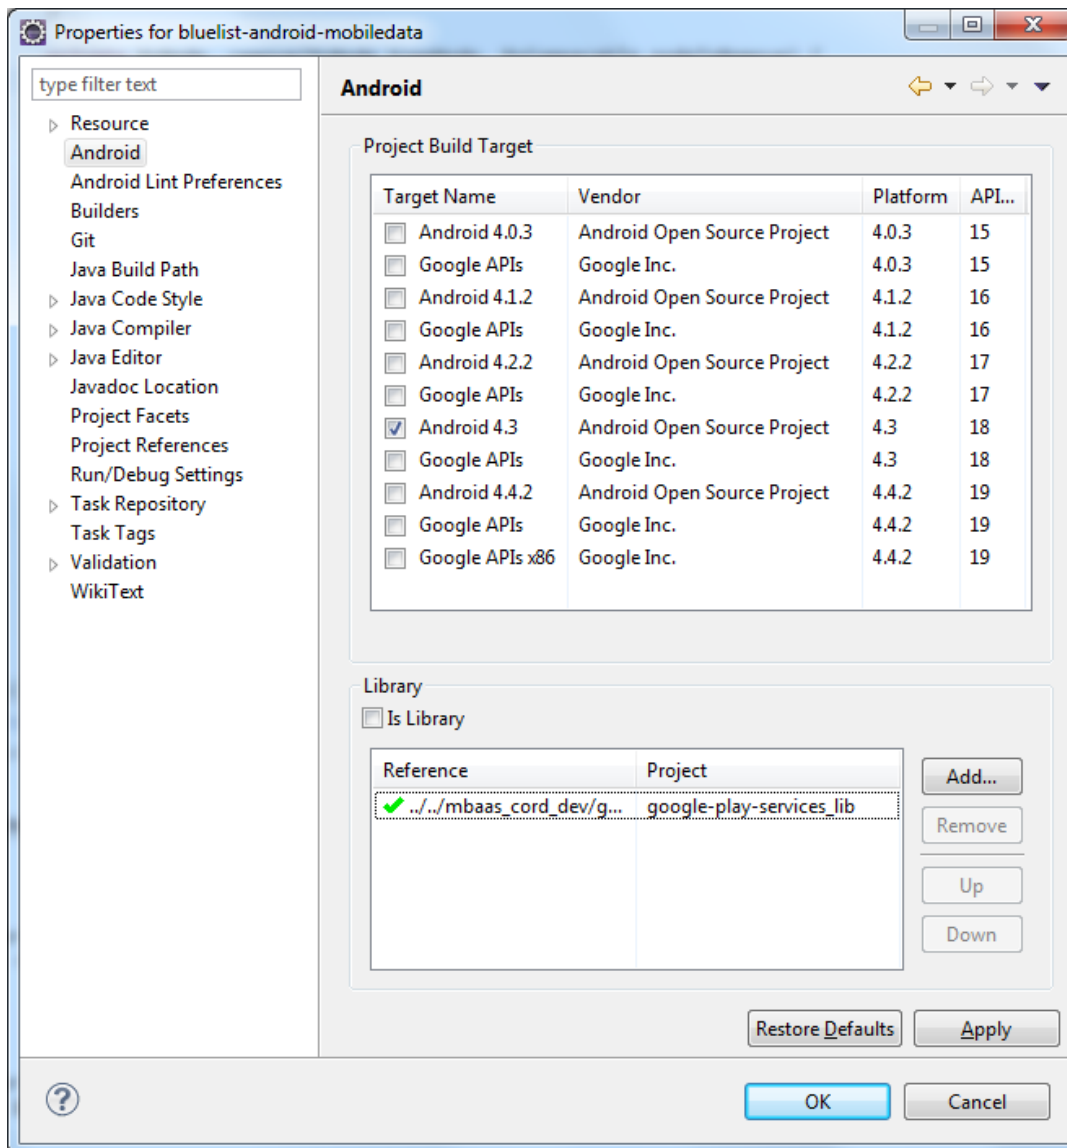 Properties for bluelist-android-mobiledata
type filter text
Resource
Android
Android Lint Preferences
Builders
Git
Java Build Path
Java Code Style
Java Compiler
Java Editor
Javadoc Location
Project Facets
Project References
Run/Debug Settings
Task Repository
Task Tags
Validation
WikiText
Android
Project Build Target
Target Name Vendor Platform API...
Android 4.0.3 Android Open Source Project 4.0.3 15
Google APIs Google Inc. 4.0.3 15
Android 4.1.2 Android Open Source Project 4.1.2 16
Google APIs Google Inc. 4.1.2 16
Android 4.2.2 Android Open Source Project 4.2.2 17
Google APIs Google Inc. 4.2.2 17
Android 4.3 Android Open Source Project 4.3 18
Google APIs Google Inc. 4.3 18
Android 4.4.2 Android Open Source Project 4.4.2 19
Google APIs Google Inc. 4.4.2 19
Google APIs x86 Google Inc. 4.4.2 19
Library
Is Library
Reference Project
../../mbaas_cord_dev/g... google-play-services_lib
Add...
Remove
Up
Down
Restore Defaults Apply
? OK Cancel